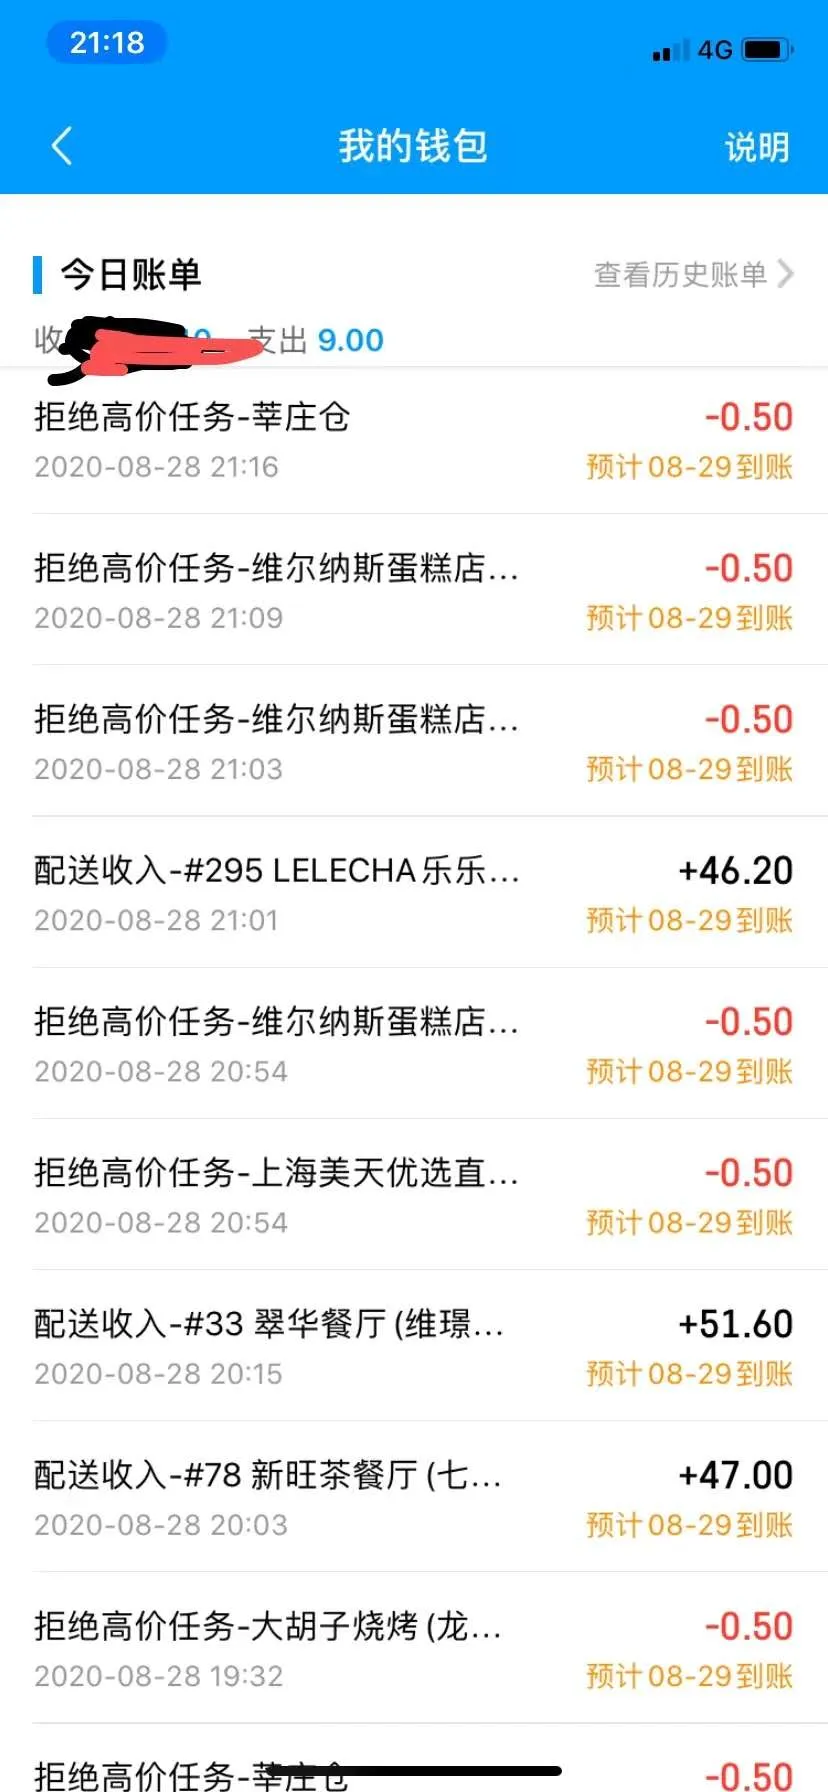 21:18
4G
我的钱包
说明
今日账单
查看历史账单
收 支出 9.00
拒绝高价任务-莘庄仓
-0.50
2020-08-28 21:16
预计08-29到账
拒绝高价任务-维尔纳斯蛋糕店...
-0.50
2020-08-28 21:09
预计08-29到账
拒绝高价任务-维尔纳斯蛋糕店...
-0.50
2020-08-28 21:03
预计08-29到账
配送收入-#295 LELECHA乐乐...
+46.20
2020-08-28 21:01
预计08-29到账
拒绝高价任务-维尔纳斯蛋糕店...
-0.50
2020-08-28 20:54
预计08-29到账
拒绝高价任务-上海美天优选直...
-0.50
2020-08-28 20:54
预计08-29到账
配送收入-#33 翠华餐厅(维璟...
+51.60
2020-08-28 20:15
预计08-29到账
配送收入-#78 新旺茶餐厅(七...
+47.00
2020-08-28 20:03
预计08-29到账
拒绝高价任务-大胡子烧烤(龙...
-0.50
2020-08-28 19:32
预计08-29到账
拒绝高价任务-莘庄仓
-0.50